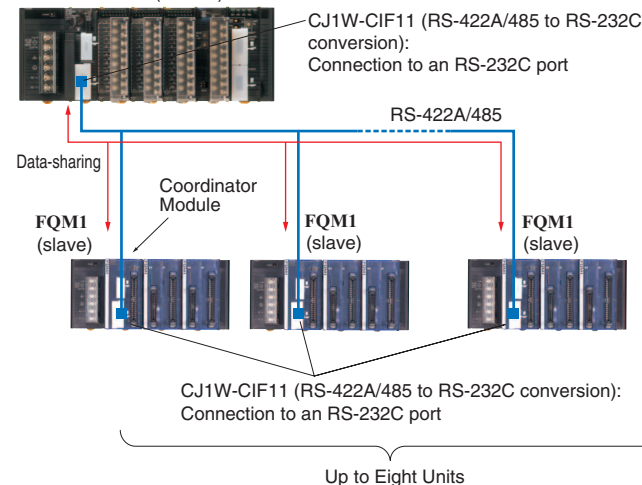 CJ1W-CIF11 (RS-422A/485 to RS-232C
conversion):
Connection to an RS-232C port
RS-422A/485
Data-sharing
Coordinator
Module
FQM1
(slave)
FQM1
(slave)
FQM1
(slave)
CJ1W-CIF11 (RS-422A/485 to RS-232C conversion):
Connection to an RS-232C port
Up to Eight Units